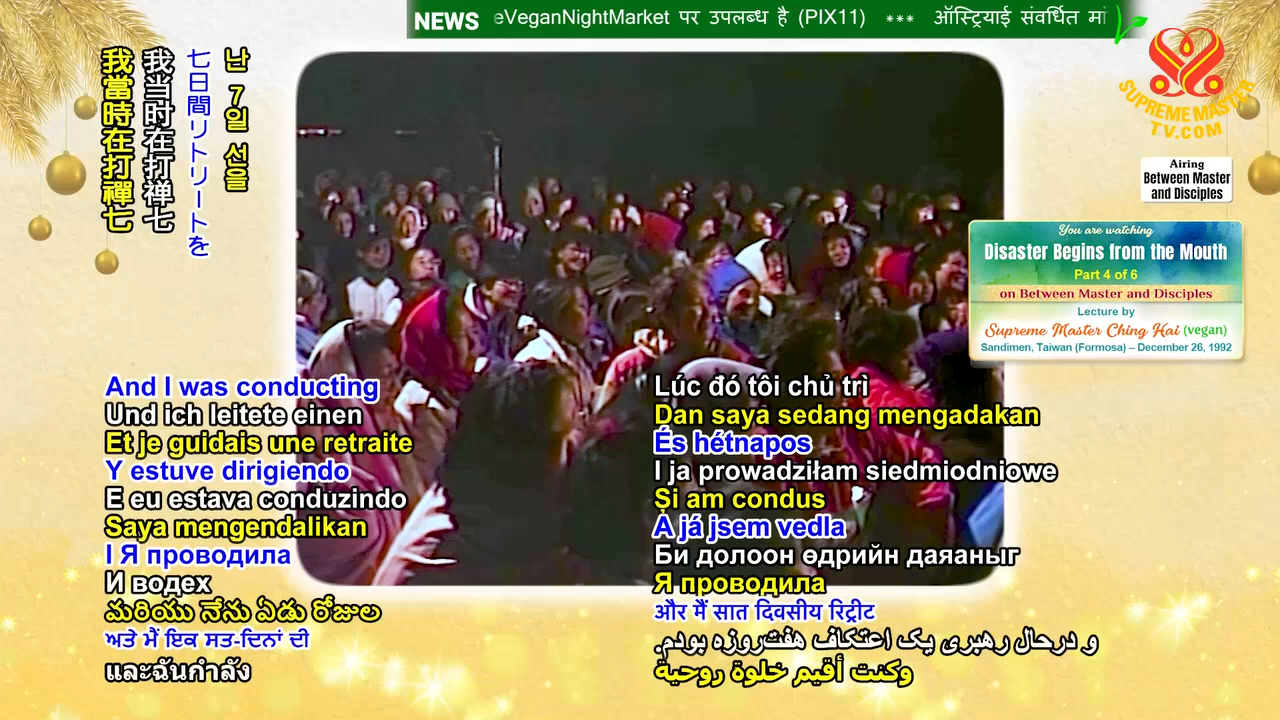 NEWS eVeganNightMarket पर उपलब्ध है (PIX11) *** ऑस्ट्रियाई संवर्धित मां
SUPREME MASTER
TV.COM
Airing
Between Master
and Disciples
You are watching
Disaster Begins from the Mouth
Part 4 of 6
on Between Master and Disciples
Lecture by
Supreme Master Ching Hai (vegan)
Sandimen, Taiwan (Formosa) – December 26, 1992
난 7일 선을
七日間リトリートを
我当时在打禅七
我當時在打禪七
And I was conducting
Und ich leitete einen
Et je guidais une retraite
Y estuve dirigiendo
E eu estava conduzindo
Saya mengendalikan
І Я проводила
И водех
మరియు నేను ఏడు రోజుల
ਅਤੇ ਮੈਂ ਇਕ ਸਤ-ਦਿਨਾਂ ਦੀ
และฉันกำลัง
Lúc đó tôi chủ trì
Dan saya sedang mengadakan
És hétnapos
I ja prowadziłam siedmiodniowe
Și am condus
A já jsem vedla
Би долоон өдрийн даяаныг
Я проводила
और मैं सात दिवसीय रिट्रीट
و درحال رهبری یک اعتکاف هفت‌روزه بودم.
وكنت أقيم خلوة روحية